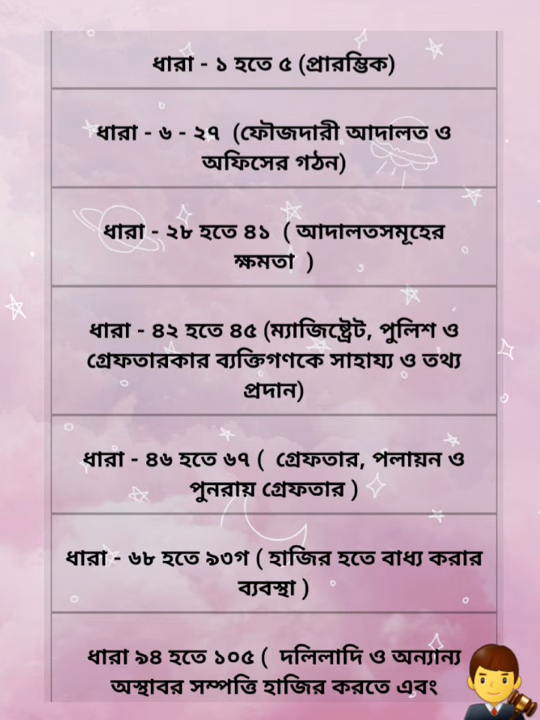 ধারা - ১ হতে ৫ (প্রারম্ভিক)
ধারা - ৬ - ২৭ (ফৌজদারী আদালত ও
অফিসের গঠন)
ধারা - ২৮ হতে ৪১ ( আদালতসমূহের
ক্ষমতা )
ধারা - ৪২ হতে ৪৫ (ম্যাজিষ্ট্রেট, পুলিশ ও
গ্রেফতারকার ব্যক্তিগণকে সাহায্য ও তথ্য
প্রদান)
ধারা - ৪৬ হতে ৬৭ ( গ্রেফতার, পলায়ন ও
পুনরায় গ্রেফতার )
ধারা - ৬৮ হতে ৯৩গ ( হাজির হতে বাধ্য করার
ব্যবস্থা )
ধারা ৯৪ হতে ১০৫ ( দলিলাদি ও অন্যান্য
অস্থাবর সম্পত্তি হাজির করতে এবং